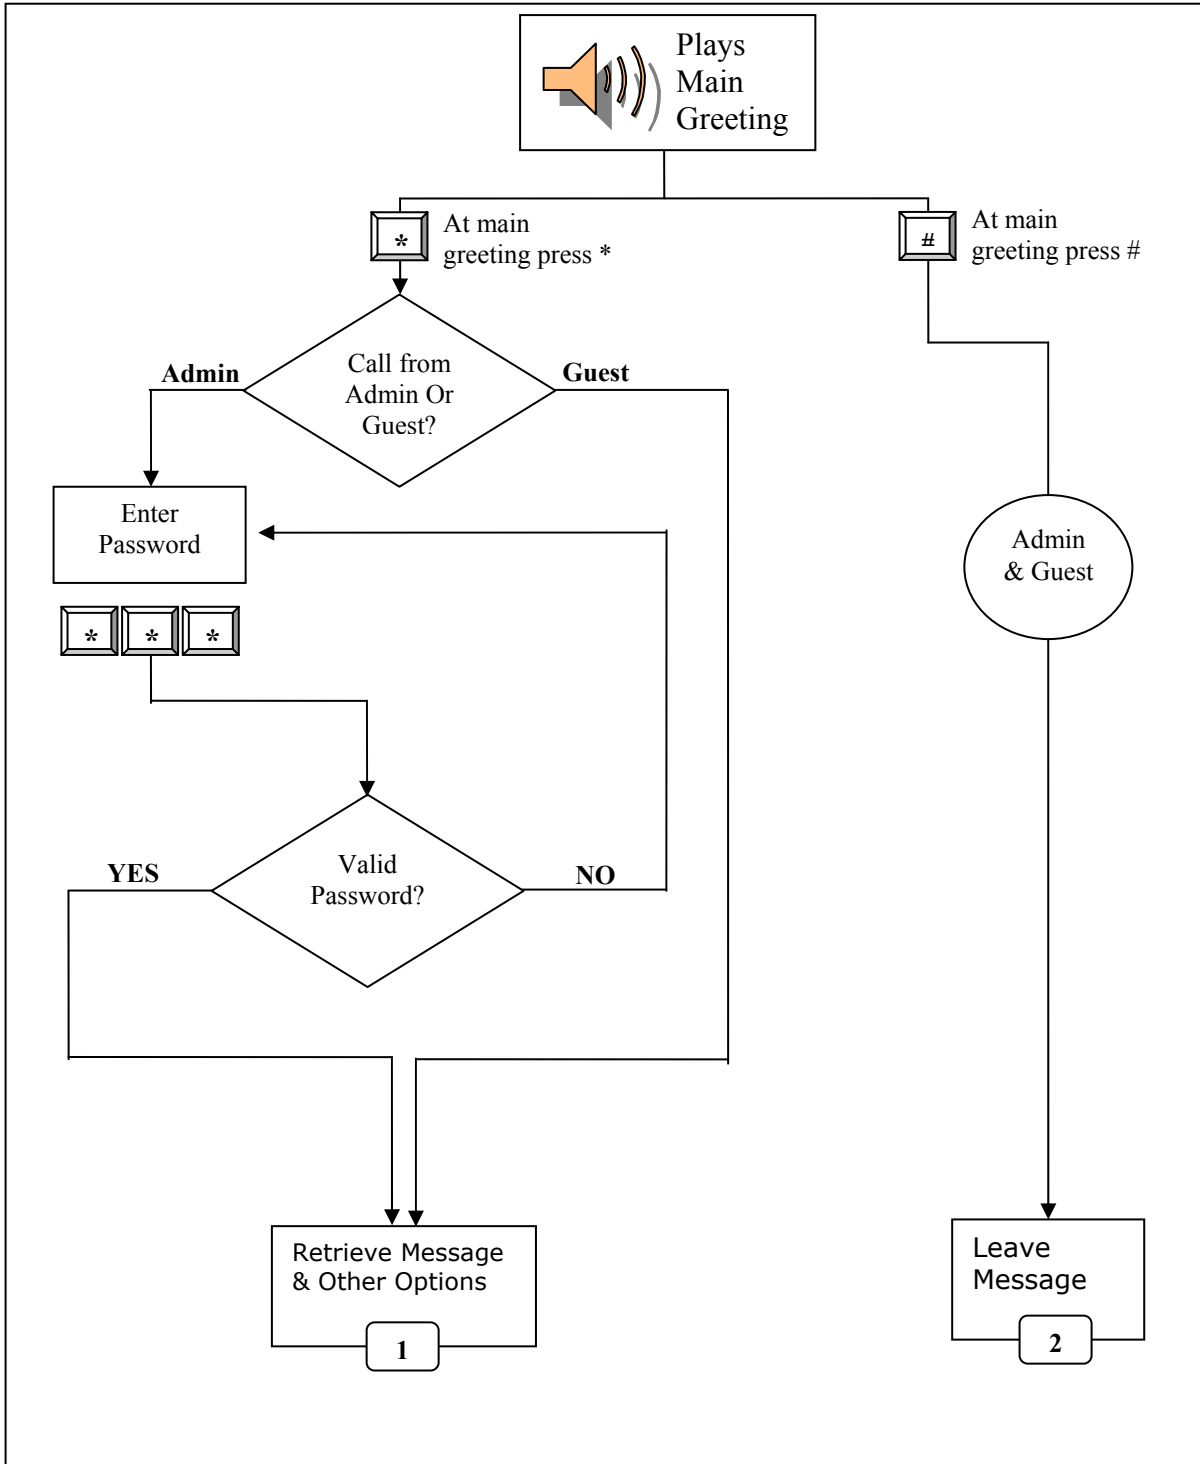 Plays
Main
Greeting
*
At main
greeting press *
#
At main
greeting press #
Call from
Admin Or
Guest?
Admin
Guest
Enter
Password
* * *
Admin
& Guest
Valid
Password?
YES
NO
Retrieve Message
& Other Options
1
Leave
Message
2